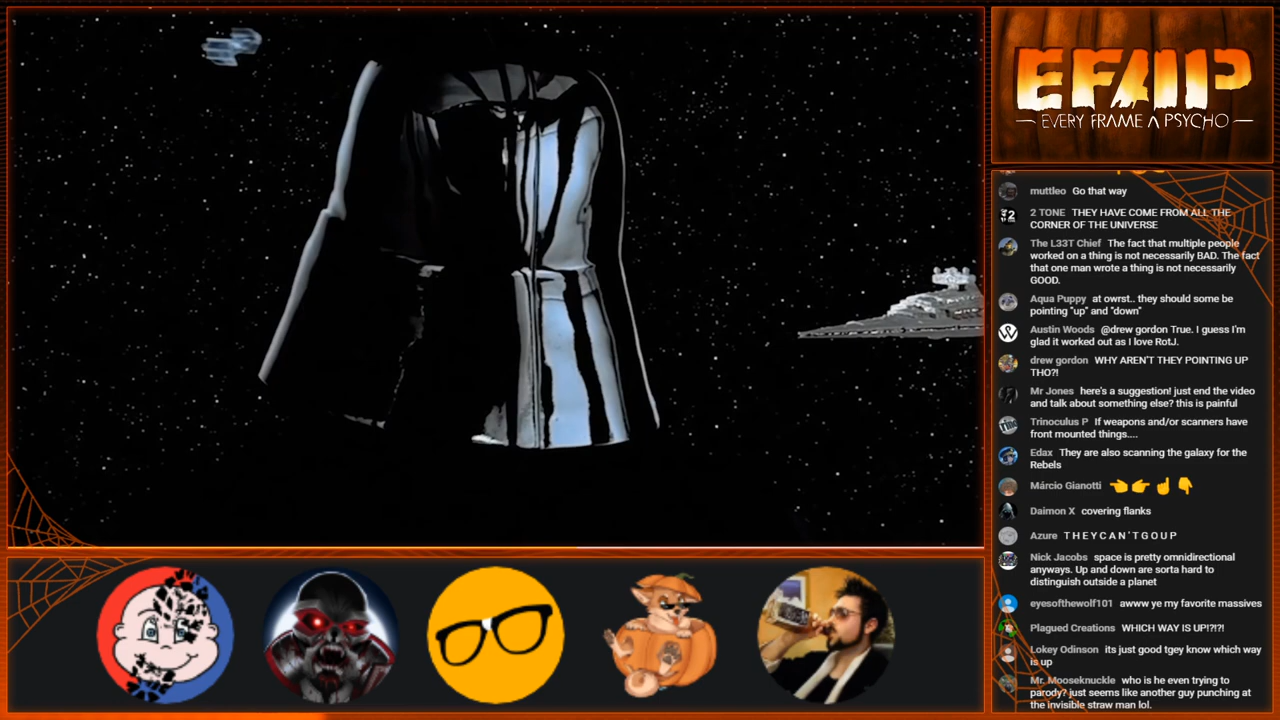 EFAP
EVERY FRAME A PSYCHO
muttleo Go that way
2 TONE THEY HAVE COME FROM ALL THE
CORNER OF THE UNIVERSE
The L33T Chief The fact that multiple people
worked on a thing is not necessarily BAD. The fact
that one man wrote a thing is not necessarily
GOOD.
Aqua Puppy at owrst.. they should some be
pointing "up" and "down"
Austin Woods @drew gordon True. I guess I'm
glad it worked out as I love RotJ.
drew gordon WHY AREN'T THEY POINTING UP
THO?!
Mr Jones here's a suggestion! just end the video
and talk about something else? this is painful
Trinoculus P If weapons and/or scanners have
front mounted things....
Edax They are also scanning the galaxy for the
Rebels
Márcio Gianotti 👈👉☝👇
Daimon X covering flanks
Azure T H E Y C A N ' T G O U P
Nick Jacobs space is pretty omnidirectional
anyways. Up and down are sorta hard to
distinguish outside a planet
eyesofthewolf101 awww ye my favorite massives
Plagued Creations WHICH WAY IS UP!?!?!
Lokey Odinson its just good tgey know which way
is up
Mr. Mooseknuckle who is he even trying to
parody? just seems like another guy punching at
the invisible straw man lol.